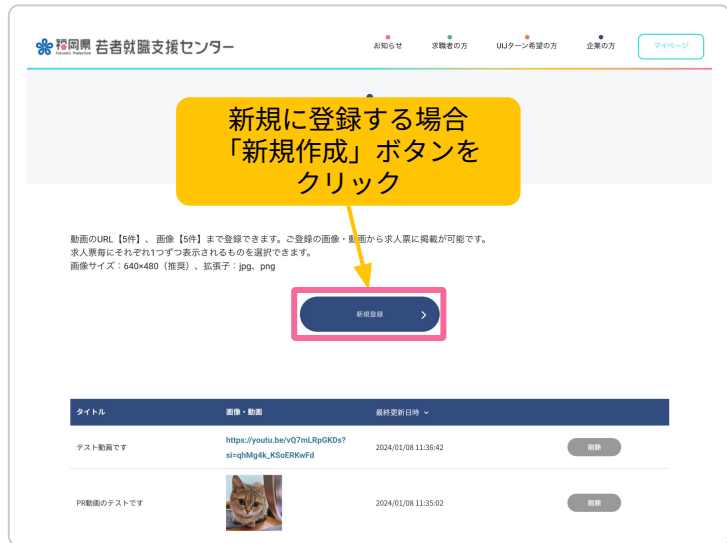 福岡県 若者就職支援センター
Fukuoka Prefecture
お知らせ
求職者の方
UIJターン希望の方
企業の方
マイページ
新規に登録する場合
「新規作成」ボタンを
クリック
動画のURL【5件】、 画像【5件】まで登録できます。ご登録の画像・動画から求人票に掲載が可能です。
求人票毎にそれぞれ1つずつ表示されるものを選択できます。
画像サイズ：640×480（推奨）、拡張子：jpg、png
新規登録
タイトル 画像・動画 最終更新日時
テスト動画です https://youtu.be/vQ7mLRpGKDs? 2024/01/08 11:36:42 削除
si=qhMg4k_KSoERKwFd
PR動画のテストです 2024/01/08 11:35:02 削除